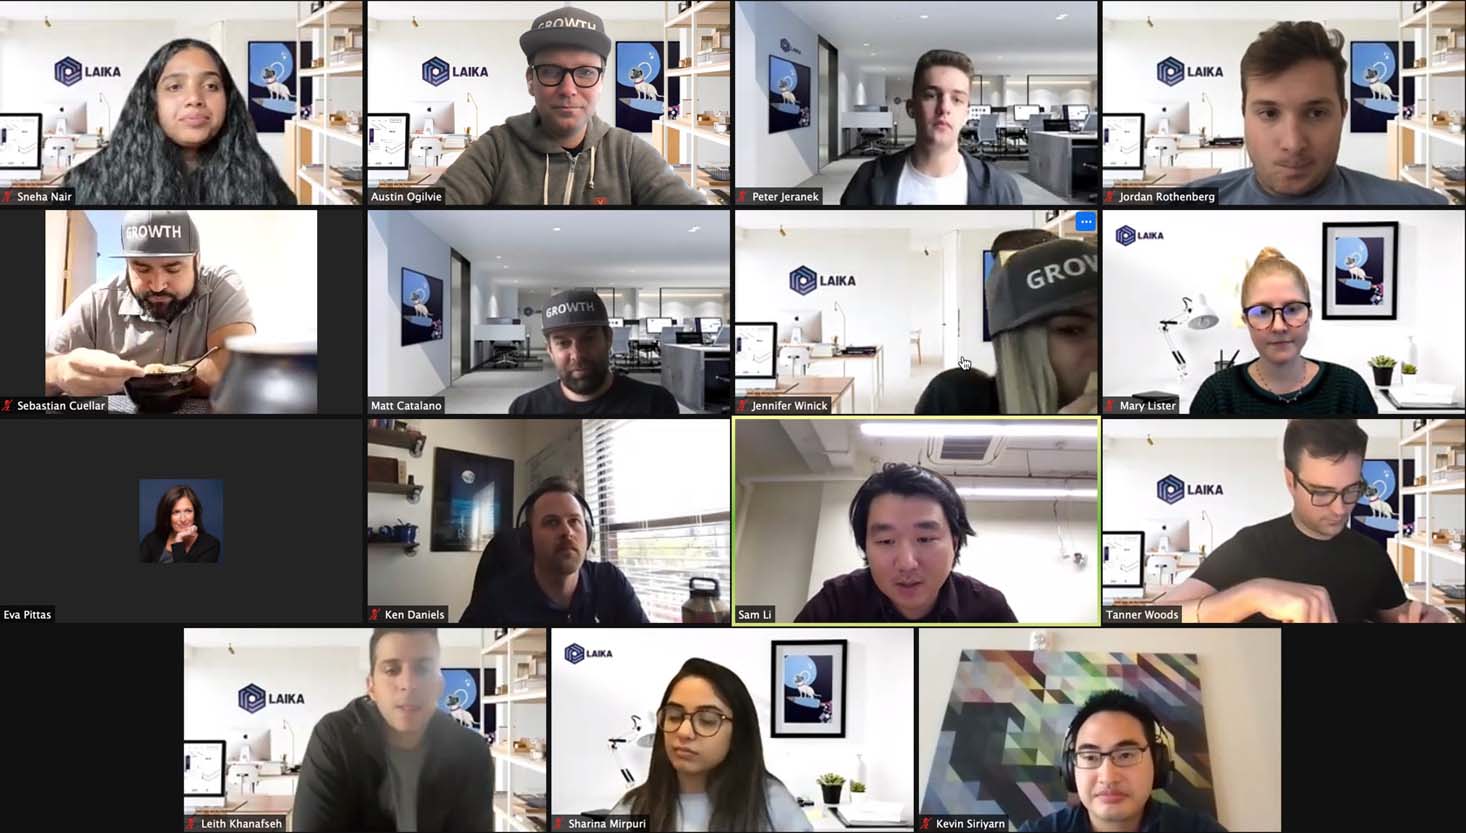 LAIKA
Sneha Nair
GROWTH
LAIKA
Austin Ogilvie
Peter Jeranek
LAIKA
Jordan Rothenberg
GROWTH
Sebastian Cuellar
GROWTH
Matt Catalano
LAIKA
GROW
Jennifer Winick
LAIKA
Mary Lister
Eva Pittas
Ken Daniels
Sam Li
LAIKA
Tanner Woods
LAIKA
Leith Khanafseh
LAIKA
Sharina Mirpuri
Kevin Siriyarn